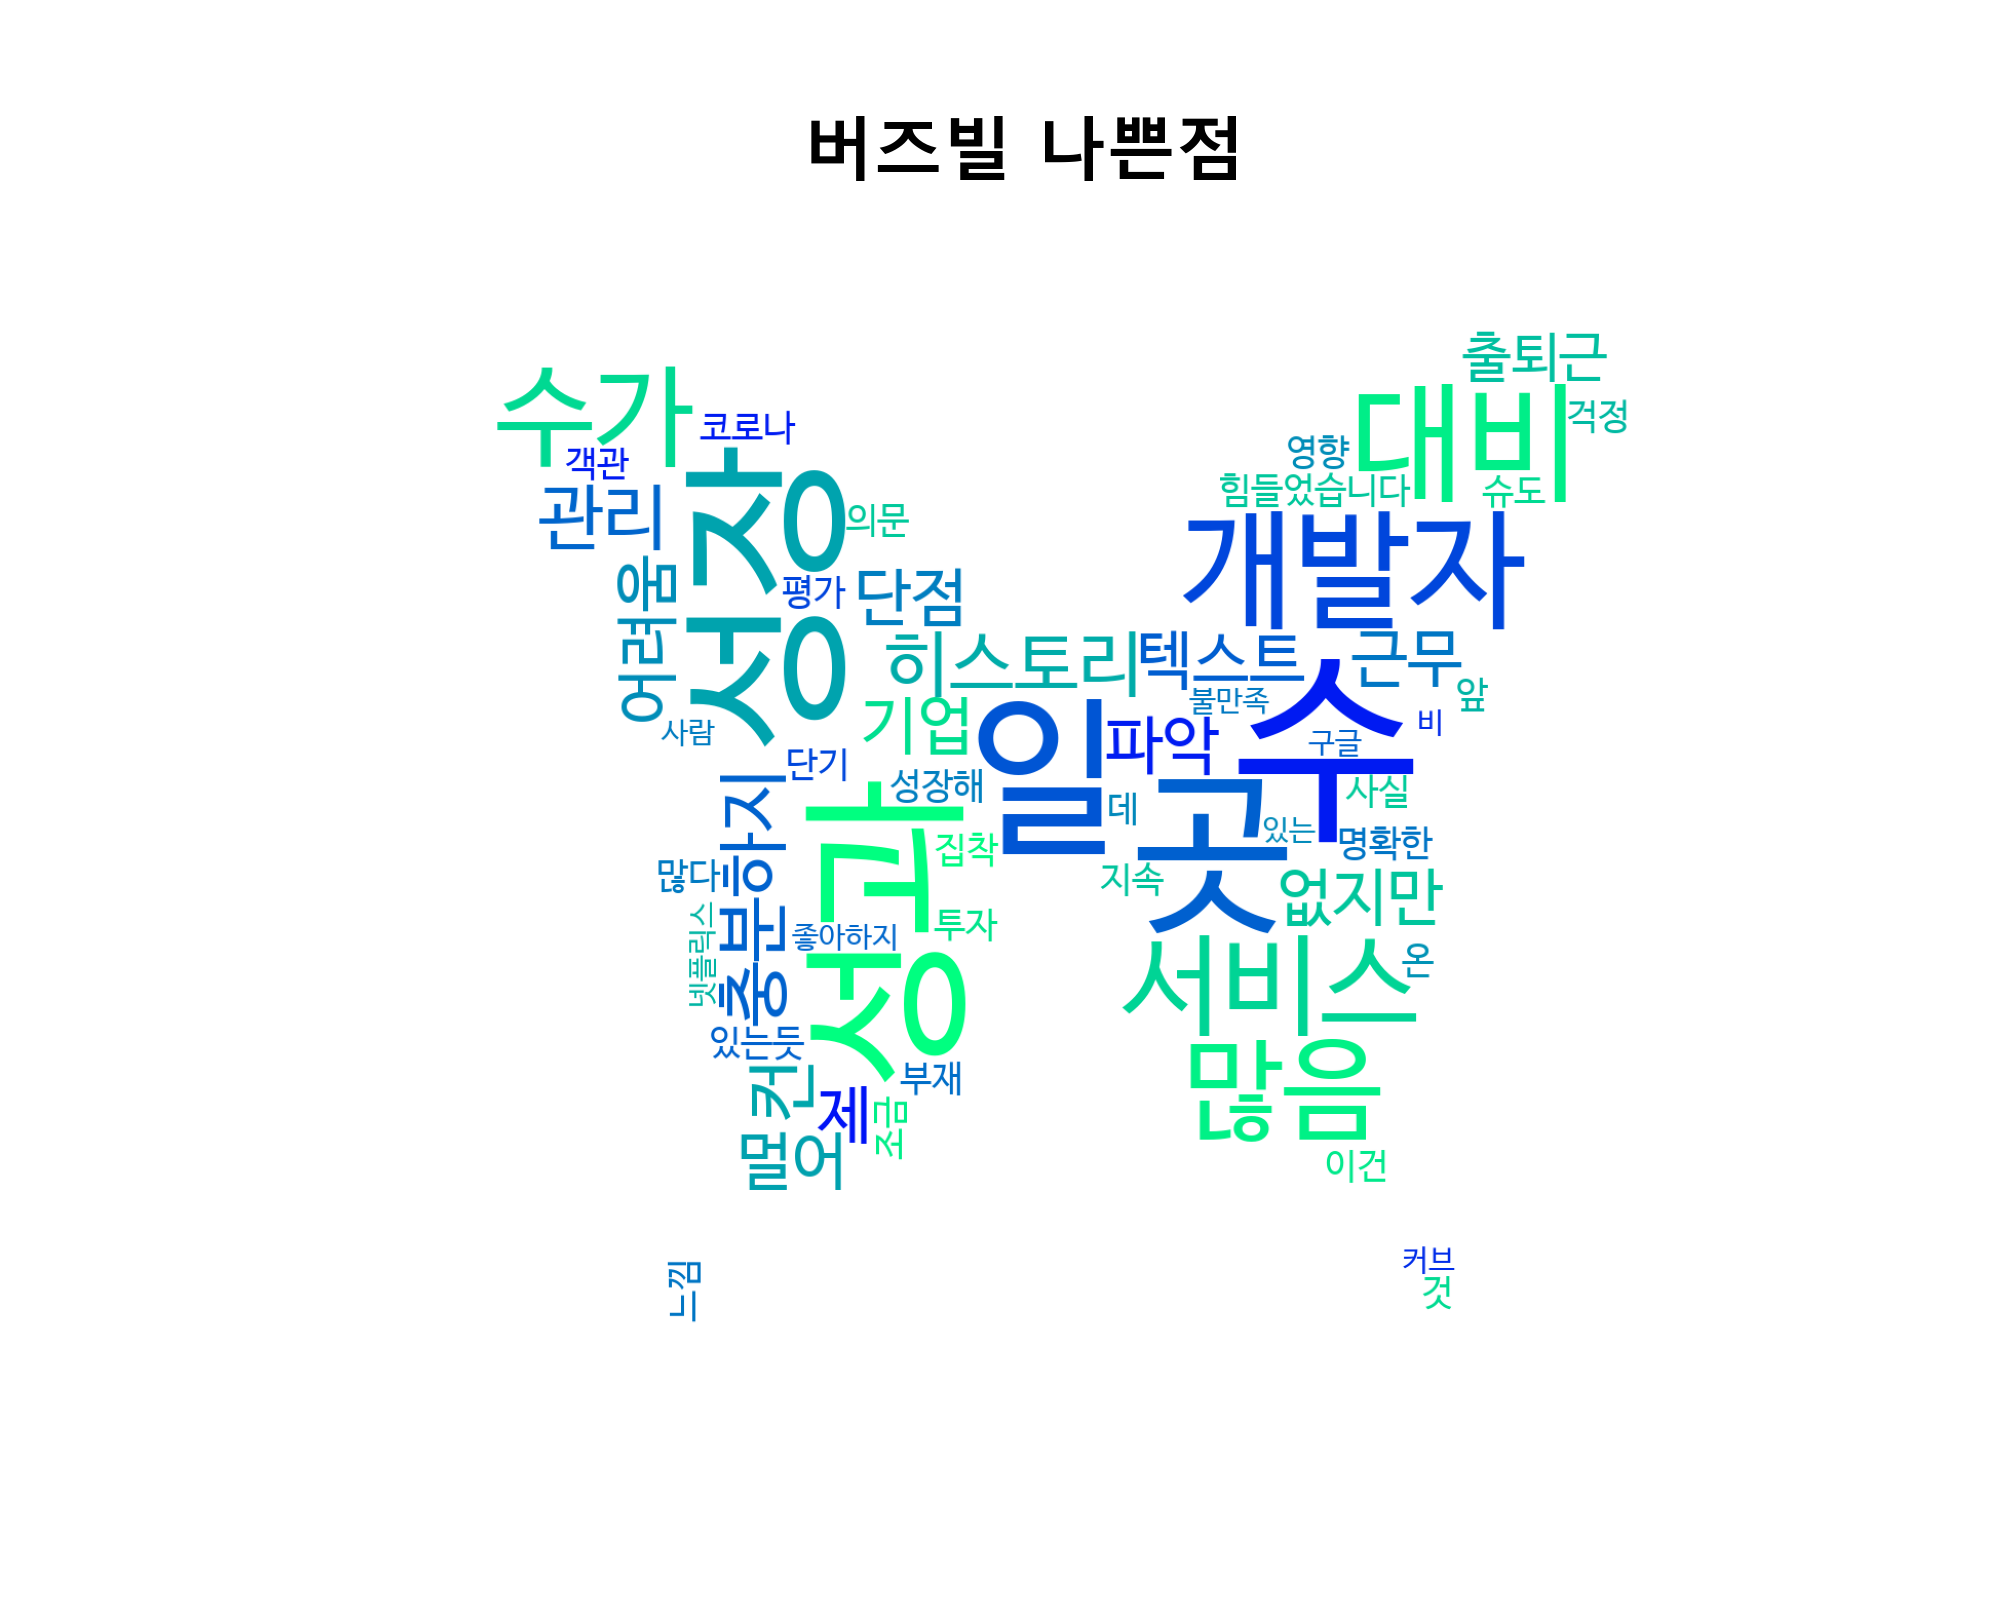 버즈빌 나쁜점
출퇴근
수가
대비
걱정
코로나
영향
객관
힘들었습니다
슈도
관리
성장
의문
개발자
어려움
평가
단점
히스토리
텍스트
근무
불만족
앞
사람
기업
일
파악
수
비
구글
단기
성장해
데
곳
사실
충분하지
성과
집착
있는
명확한
많다
지속
없지만
투자
넷플릭스
좋아하지
서비스
온
있는듯
많음
부재
오픈
맵
제
조금
이건
느낌
커브
것